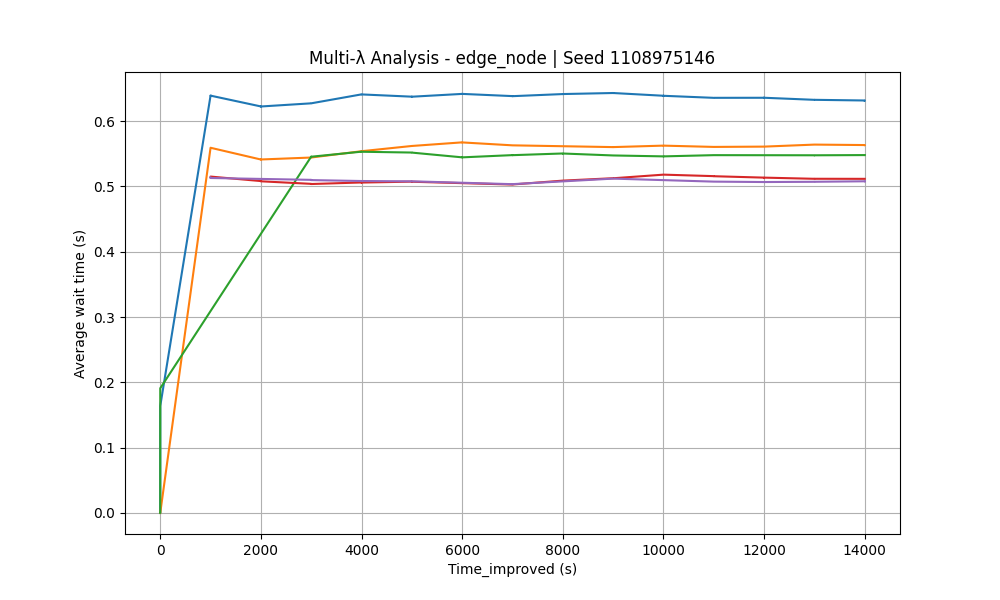 Multi-λ Analysis - edge_node | Seed 1108975146
Average wait time (s)
0.6
0.5
0.4
0.3
0.2
0.1
0.0
0 2000 4000 6000 8000 10000 12000 14000
Time_improved (s)